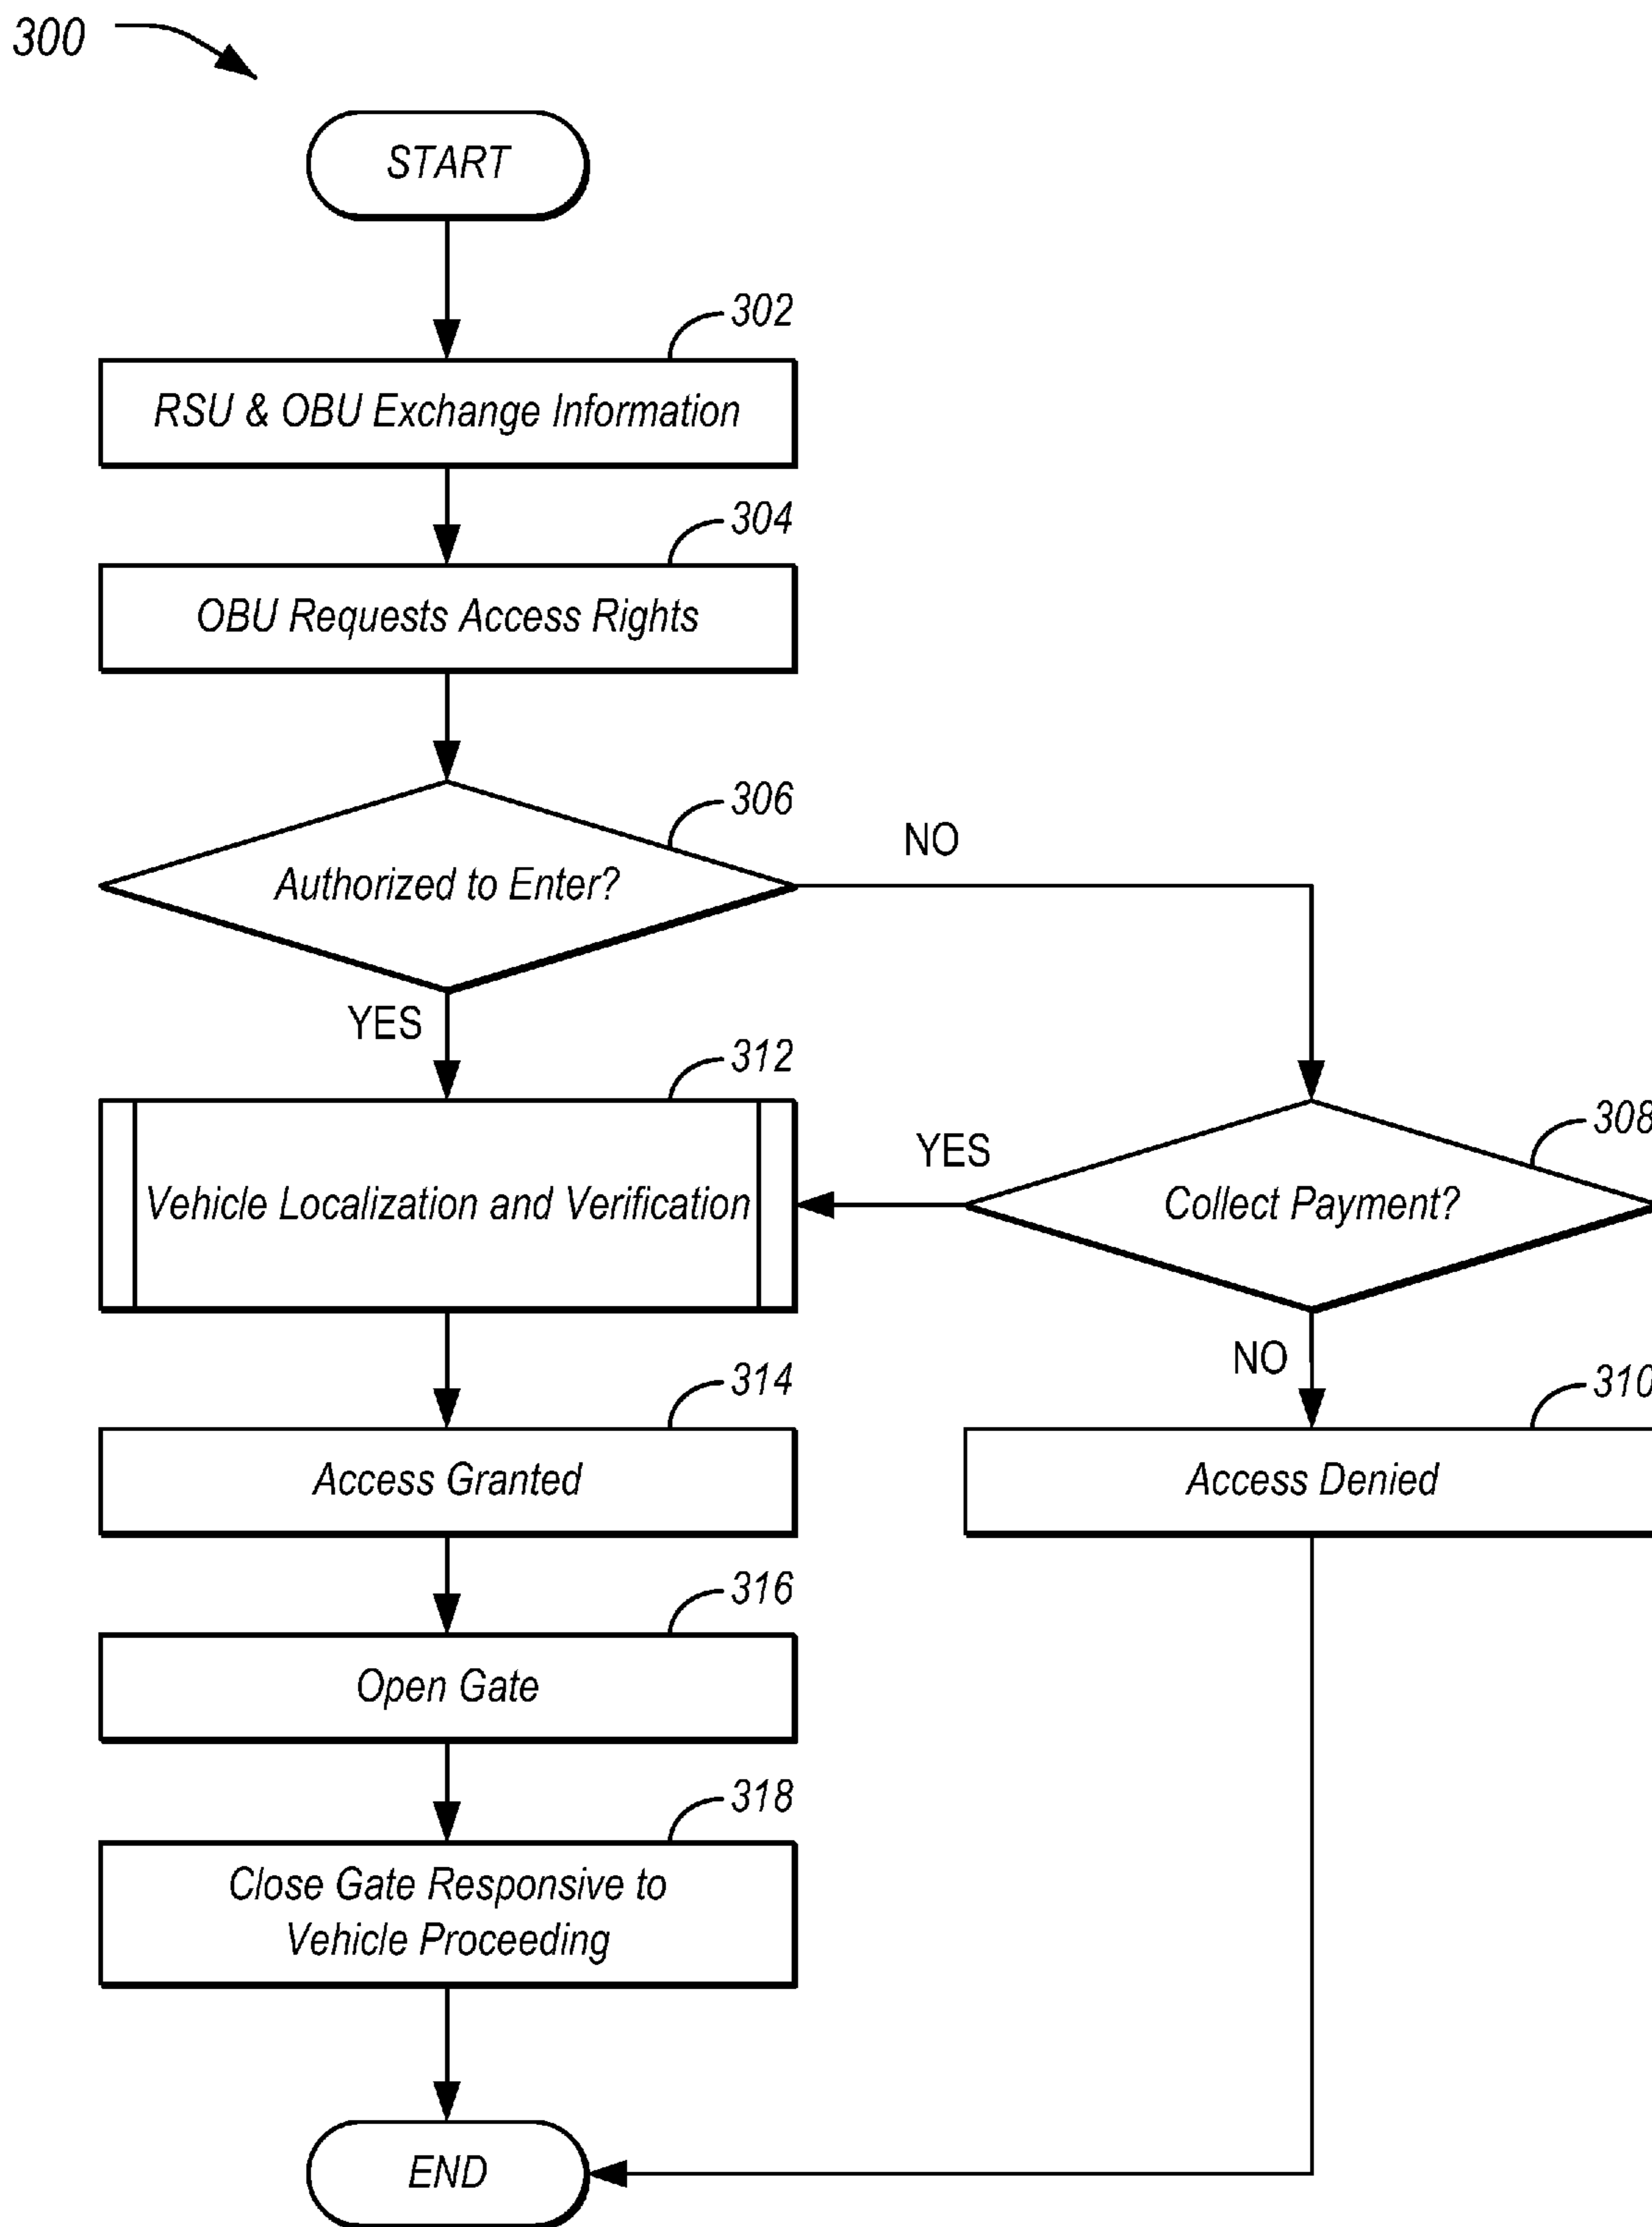 300
START
302
RSU & OBU Exchange Information
304
OBU Requests Access Rights
306
Authorized to Enter?
NO
YES
312
Vehicle Localization and Verification
308
YES
Collect Payment?
NO
314
Access Granted
310
Access Denied
316
Open Gate
318
Close Gate Responsive to
Vehicle Proceeding
END